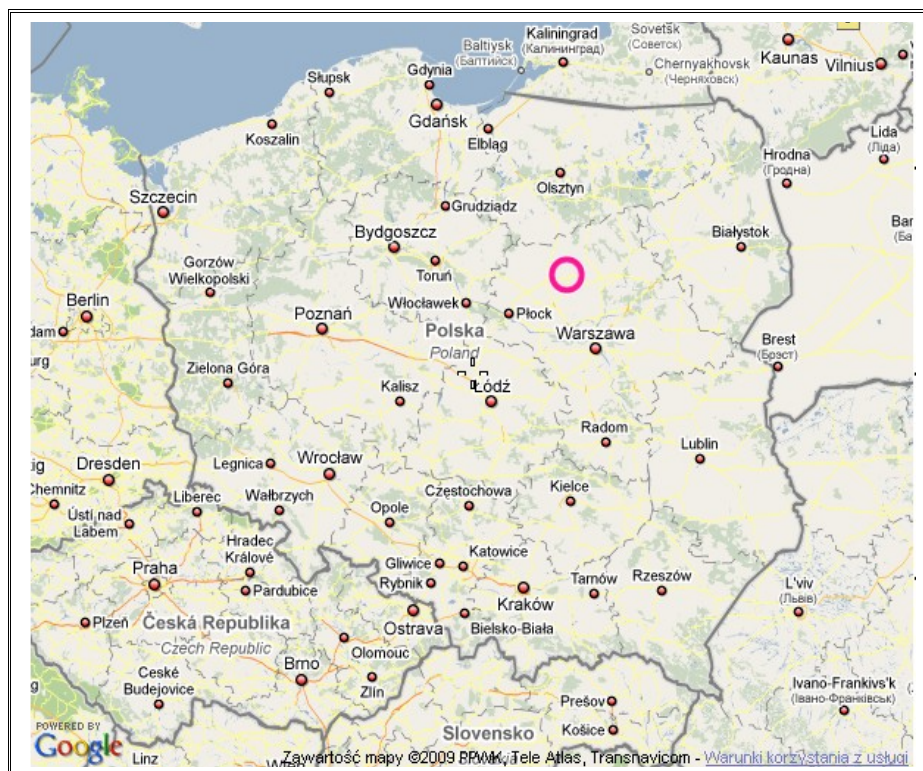 Kaliningrad
(Калининград)
Sovetsk
(Советск)
Baltiysk
(Балтийск)
Kaunas
Vilnius
Gdynia
Słupsk
Chernyakhovsk
(Черняховск)
Gdańsk
Koszalin
Elbląg
Lida
(Ліда)
Hrodna
(Гродна)
Olsztyn
Szczecin
Grudziądz
Bydgoszcz
Białystok
Toruń
Gorzów
Wielkopolski
Berlin
Włocławek
Płock
Poznań
Polska
Poland
Warszawa
Brest
(Брэст)
Zielona Góra
Kalisz
Łódź
Radom
Lublin
Legnica
Wrocław
Dresden
Chemnitz
Liberec
Wałbrzych
Częstochowa
Kielce
Opole
Ústí nad
Labem
Hradec
Králové
Gliwice
Katowice
Praha
Rybnik
Tarnów
Rzeszów
Pardubice
Kraków
L'viv
(Львів)
Plzeń
Česká Republika
Czech Republic
Ostrava
Bielsko-Biała
Olomouc
Brno
České
Budejovice
Zlín
Prešov
Ivano-Frankivs'k
(Івано-Франківськ)
Košice
Slovensko
POWERED BY
Google
Linz
Zawartość mapy ©2009 PPWK, Tele Atlas, Transnavicom - Warunki korzystania z usługi